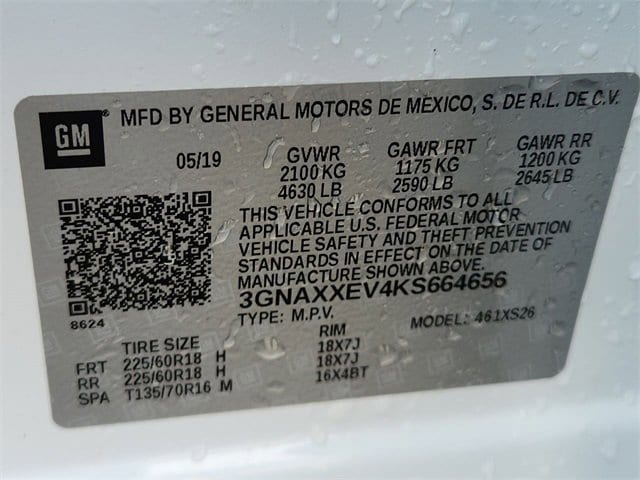 GM
MFD BY GENERAL MOTORS DE MEXICO, S. DE R.L. DE C.V.
05/19 GVWR GAWR FRT GAWR RR
2100 KG 1175 KG 1200 KG
4630 LB 2590 LB 2645 LB
THIS VEHICLE CONFORMS TO ALL
APPLICABLE U.S. FEDERAL MOTOR
VEHICLE SAFETY AND THEFT PREVENTION
STANDARDS IN EFFECT ON THE DATE OF
MANUFACTURE SHOWN ABOVE.
8624
3GNAXXEV4KS664656
TYPE: M.P.V. MODEL: 461XS26
TIRE SIZE RIM
FRT 225/60R18 H 18X7J
RR 225/60R18 H 18X7J
SPA T135/70R16 M 16X4BT